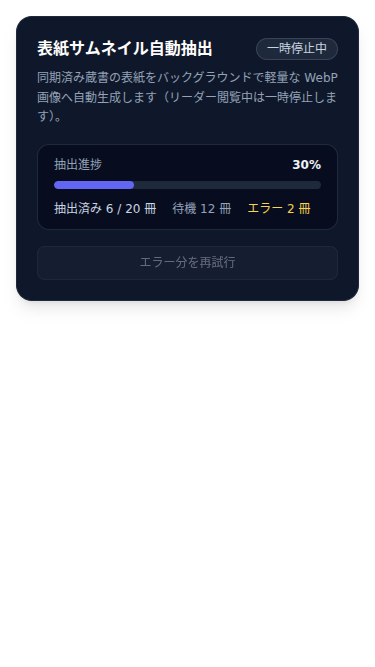 表紙サムネイル自動抽出
一時停止中
同期済み蔵書の表紙をバックグラウンドで軽量な WebP
画像へ自動生成します（リーダー閲覧中は一時停止しま
す）。
抽出進捗
30%
抽出済み 6 / 20 冊 待機 12 冊 エラー 2 冊
エラー分を再試行